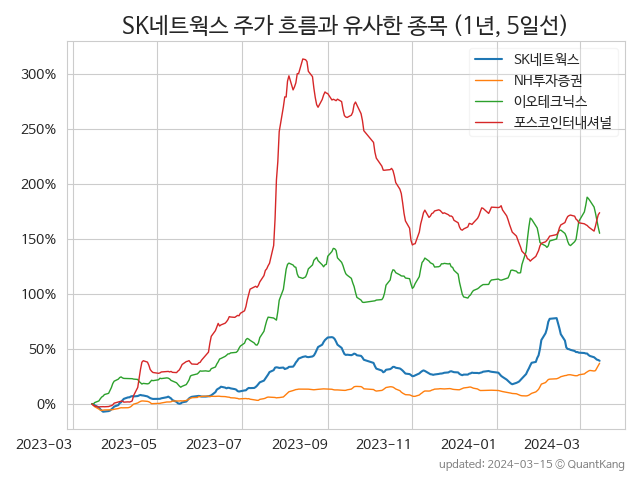 SK네트웍스 주가 흐름과 유사한 종목 (1년, 5일선)
SK네트웍스
NH투자증권
이오테크닉스
포스코인터내셔널
300%
250%
200%
150%
100%
50%
0%
2023-03 2023-05 2023-07 2023-09 2023-11 2024-01 2024-03
updated: 2024-03-15 © QuantKang